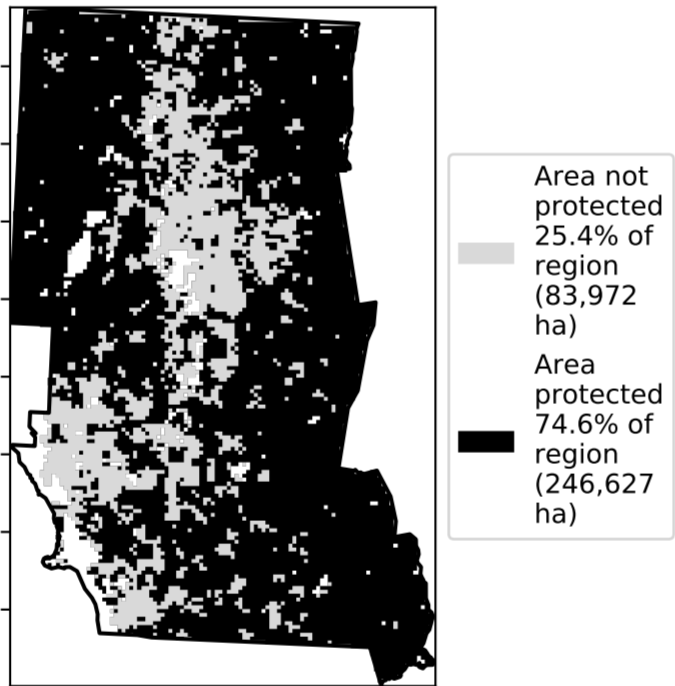 Area not
protected
25.4% of
region
(83,972
ha)
Area
protected
74.6% of
region
(246,627
ha)